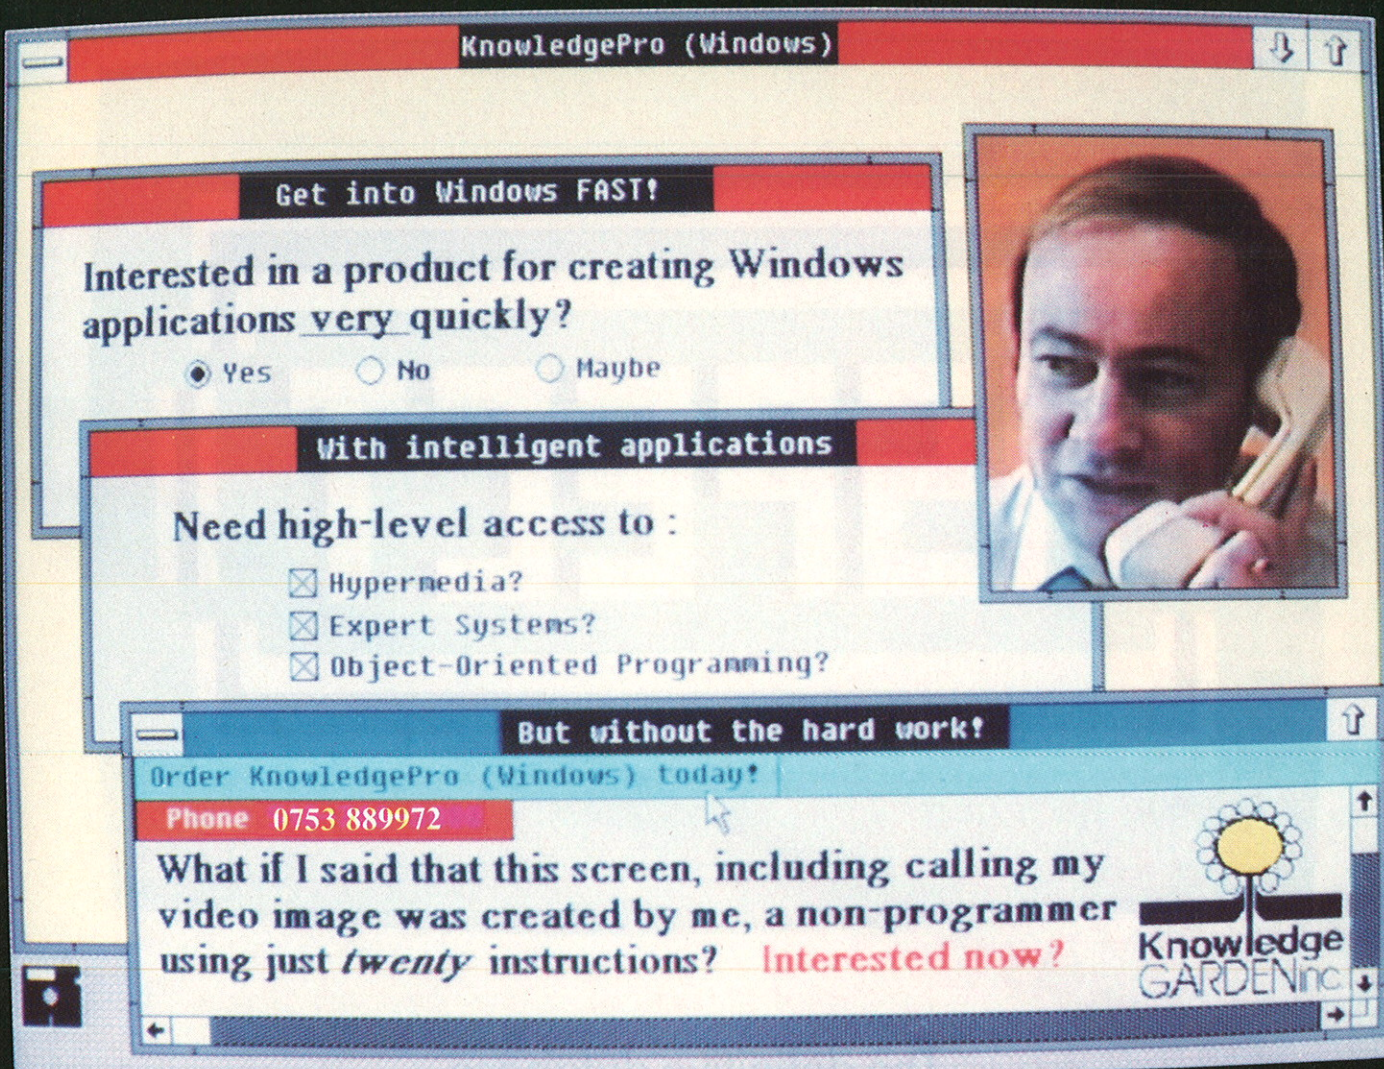 KnowledgePro (Windows)
Get into Windows FAST!
Interested in a product for creating Windows
applications very quickly?
Yes No Maybe
With intelligent applications
Need high-level access to :
Hypermedia?
Expert Systems?
Object-Oriented Programming?
But without the hard work!
Order KnowledgePro (Windows) today!
Phone 0753 889972
What if I said that this screen, including calling my
video image was created by me, a non-programmer
using just twenty instructions? Interested now?
Knowledge
GARDENinc